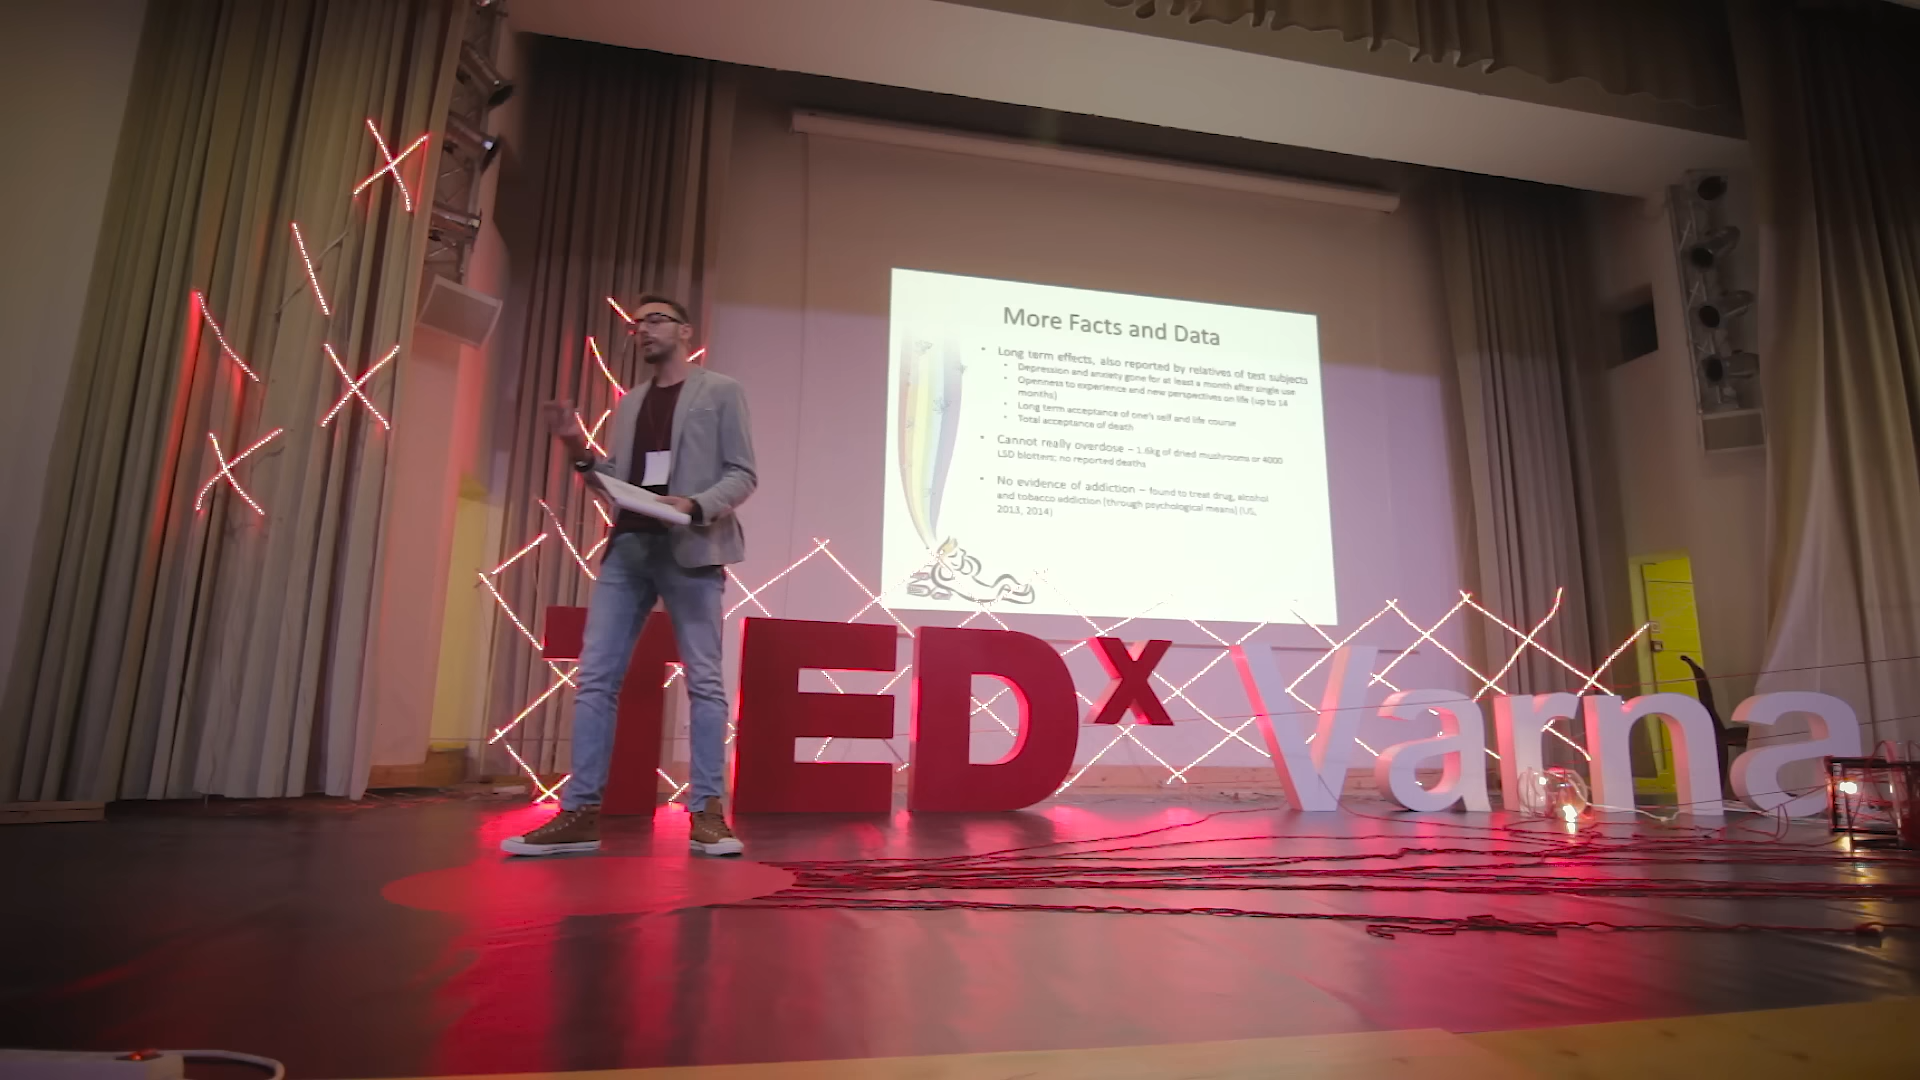 More Facts and Data
• Long term effects, also reported by relatives of test subjects
• Depression and anxiety gone for at least a month after single use
• Openness to experience and new perspectives on life (up to 14
months)
• Long term acceptance of one's self and life course
• Total acceptance of death
• Cannot really overdose – 1.6kg of dried mushrooms or 4000
LSD blotters; no reported deaths
• No evidence of addiction – found to treat drug, alcohol
and tobacco addiction (through psychological means) (US,
2013, 2014)
TEDx Varna